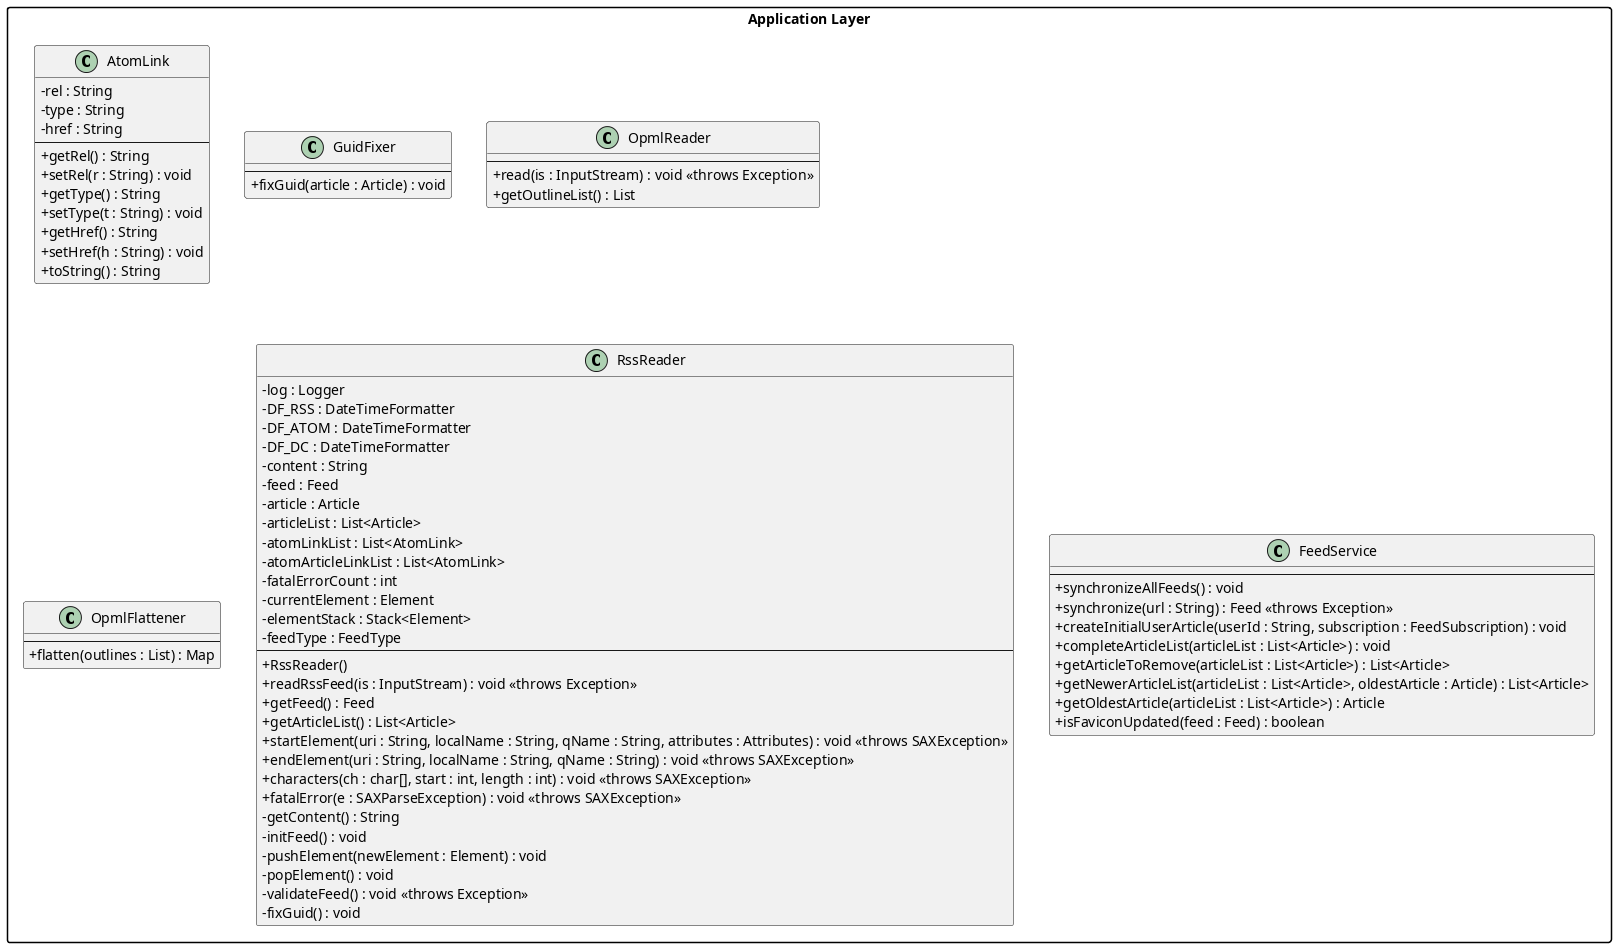 Application Layer
C AtomLink
-rel : String
-type : String
-href : String
+getRel() : String
+setRel(r : String) : void
+getType() : String
+setType(t : String) : void
+getHref() : String
+setHref(h : String) : void
+toString() : String
C GuidFixer
+fixGuid(article : Article) : void
C OpmlReader
+read(is : InputStream) : void «throws Exception»
+getOutlineList() : List
C OpmlFlattener
+flatten(outlines : List) : Map
C RssReader
-log : Logger
-DF_RSS : DateTimeFormatter
-DF_ATOM : DateTimeFormatter
-DF_DC : DateTimeFormatter
-content : String
-feed : Feed
-article : Article
-articleList : List<Article>
-atomLinkList : List<AtomLink>
-atomArticleLinkList : List<AtomLink>
-fatalErrorCount : int
-currentElement : Element
-elementStack : Stack<Element>
-feedType : FeedType
+RssReader()
+readRssFeed(is : InputStream) : void «throws Exception»
+getFeed() : Feed
+getArticleList() : List<Article>
+startElement(uri : String, localName : String, qName : String, attributes : Attributes) : void «throws SAXException»
+endElement(uri : String, localName : String, qName : String) : void «throws SAXException»
+characters(ch : char[], start : int, length : int) : void «throws SAXException»
+fatalError(e : SAXParseException) : void «throws SAXException»
-getContent() : String
-initFeed() : void
-pushElement(newElement : Element) : void
-popElement() : void
-validateFeed() : void «throws Exception»
-fixGuid() : void
C FeedService
+synchronizeAllFeeds() : void
+synchronize(url : String) : Feed «throws Exception»
+createInitialUserArticle(userId : String, subscription : FeedSubscription) : void
+completeArticleList(articleList : List<Article>) : void
+getArticleToRemove(articleList : List<Article>) : List<Article>
+getNewerArticleList(articleList : List<Article>, oldestArticle : Article) : List<Article>
+getOldestArticle(articleList : List<Article>) : Article
+isFaviconUpdated(feed : Feed) : boolean